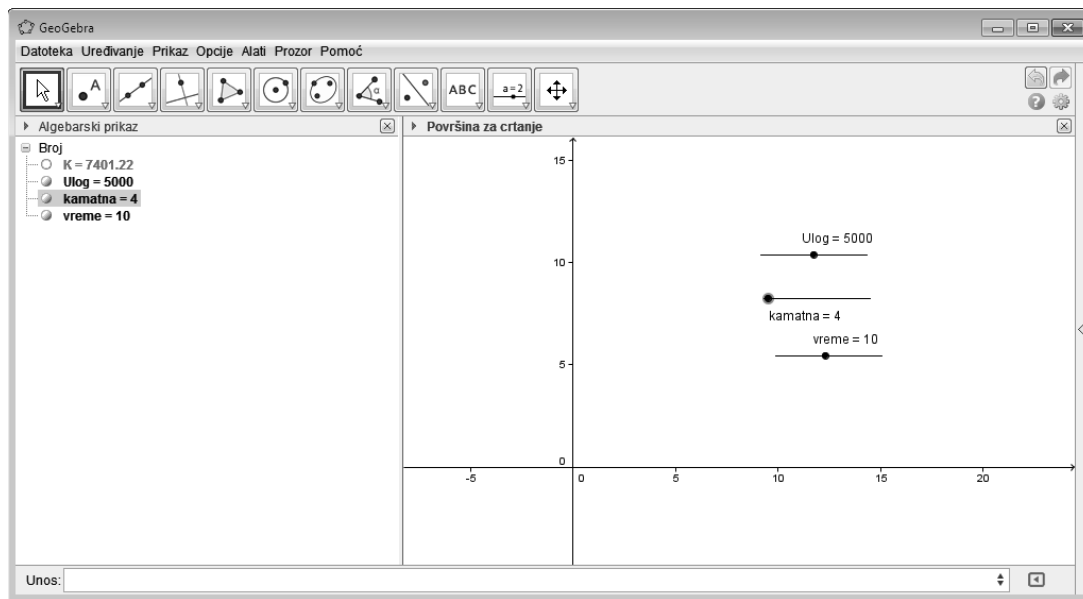 GeoGebra
Datoteka Uređivanje Prikaz Opcije Alati Prozor Pomoć
A α ABC a=2
Algebarski prikaz
Broj
K = 7401.22
Ulog = 5000
kamatna = 4
vreme = 10
Površina za crtanje
15
Ulog = 5000
10
kamatna = 4
vreme = 10
5
0
-5 0 5 10 15 20
Unos: